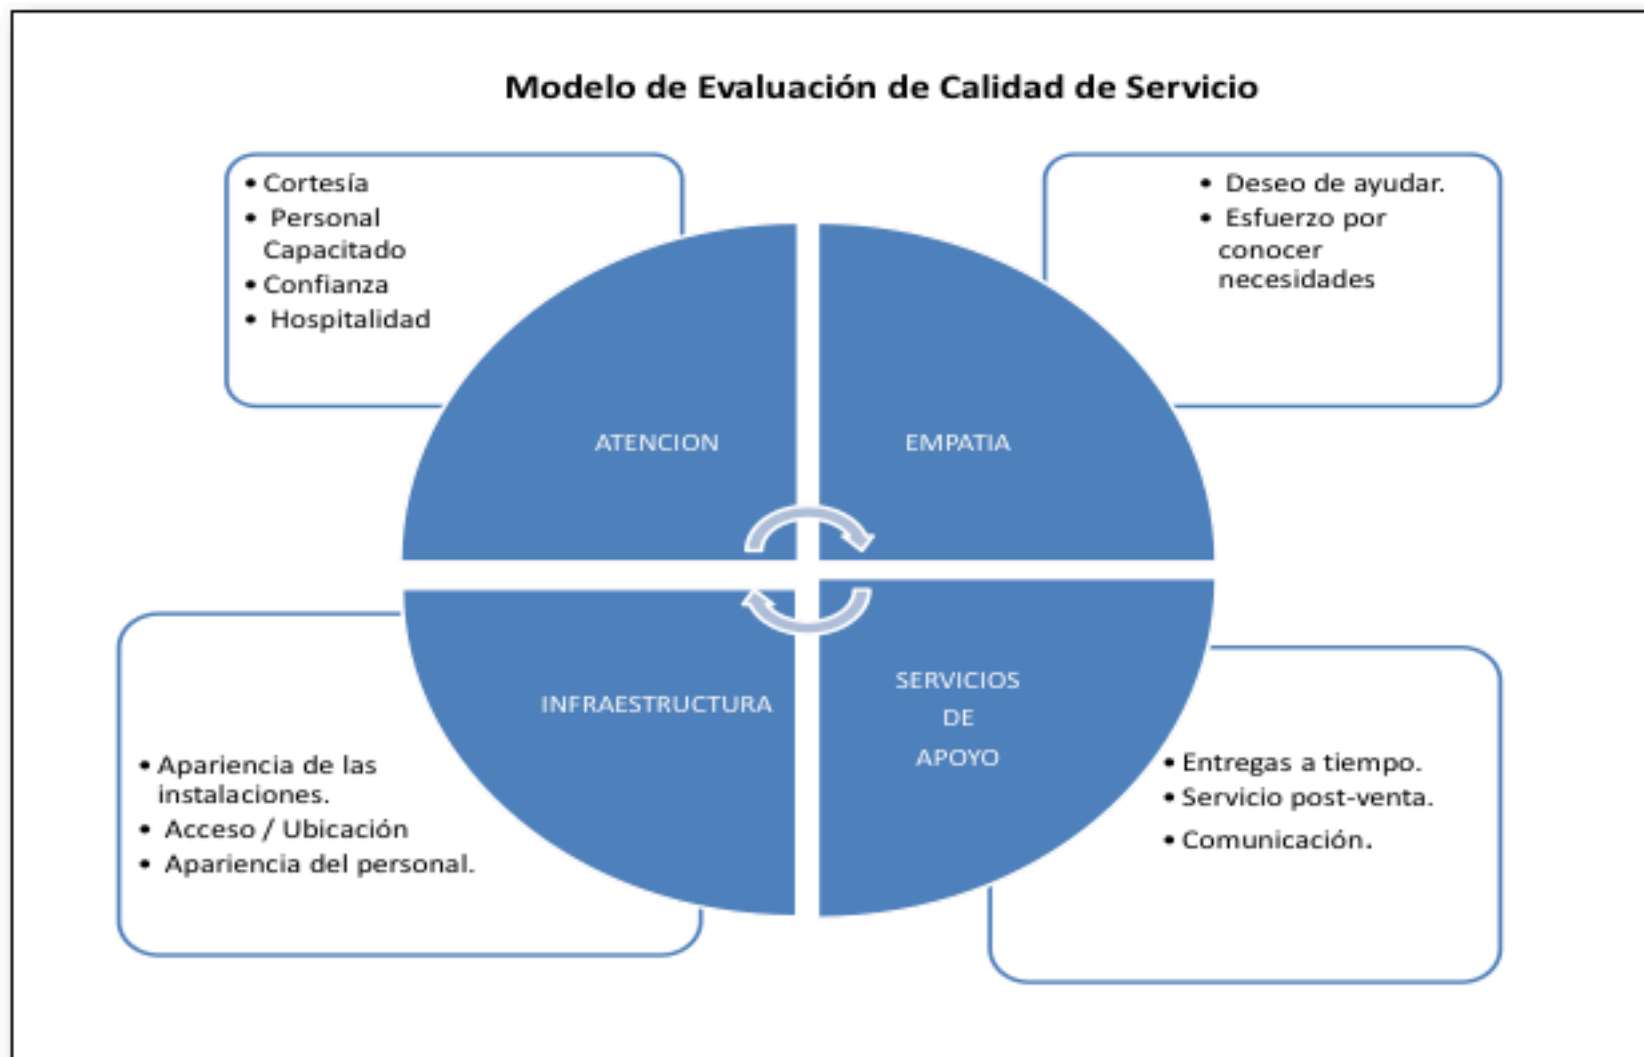 Modelo de Evaluación de Calidad de Servicio
• Cortesía
• Personal
Capacitado
• Confianza
• Hospitalidad
• Deseo de ayudar.
• Esfuerzo por
conocer
necesidades
ATENCION
EMPATIA
INFRAESTRUCTURA
SERVICIOS
DE
APOYO
• Apariencia de las
instalaciones.
• Acceso / Ubicación
• Apariencia del personal.
• Entregas a tiempo.
• Servicio post-venta.
• Comunicación.